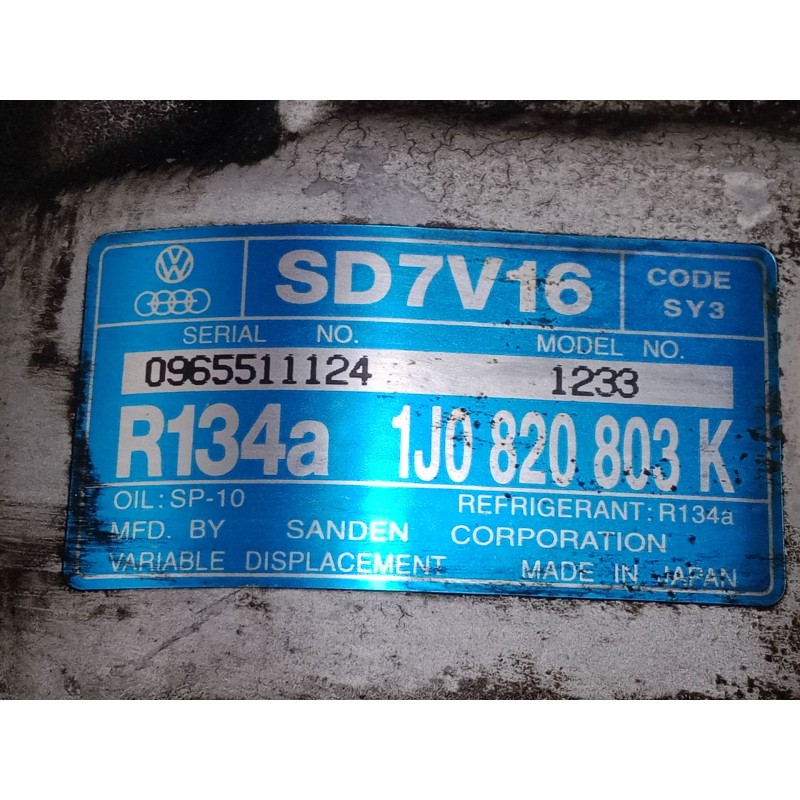 SD7V16 CODE
SY3
SERIAL NO. MODEL NO.
0965511124 1233
R134a 1J0 820 803 K
OIL: SP-10 REFRIGERANT: R134a
MFD. BY SANDEN CORPORATION
VARIABLE DISPLACEMENT MADE IN JAPAN